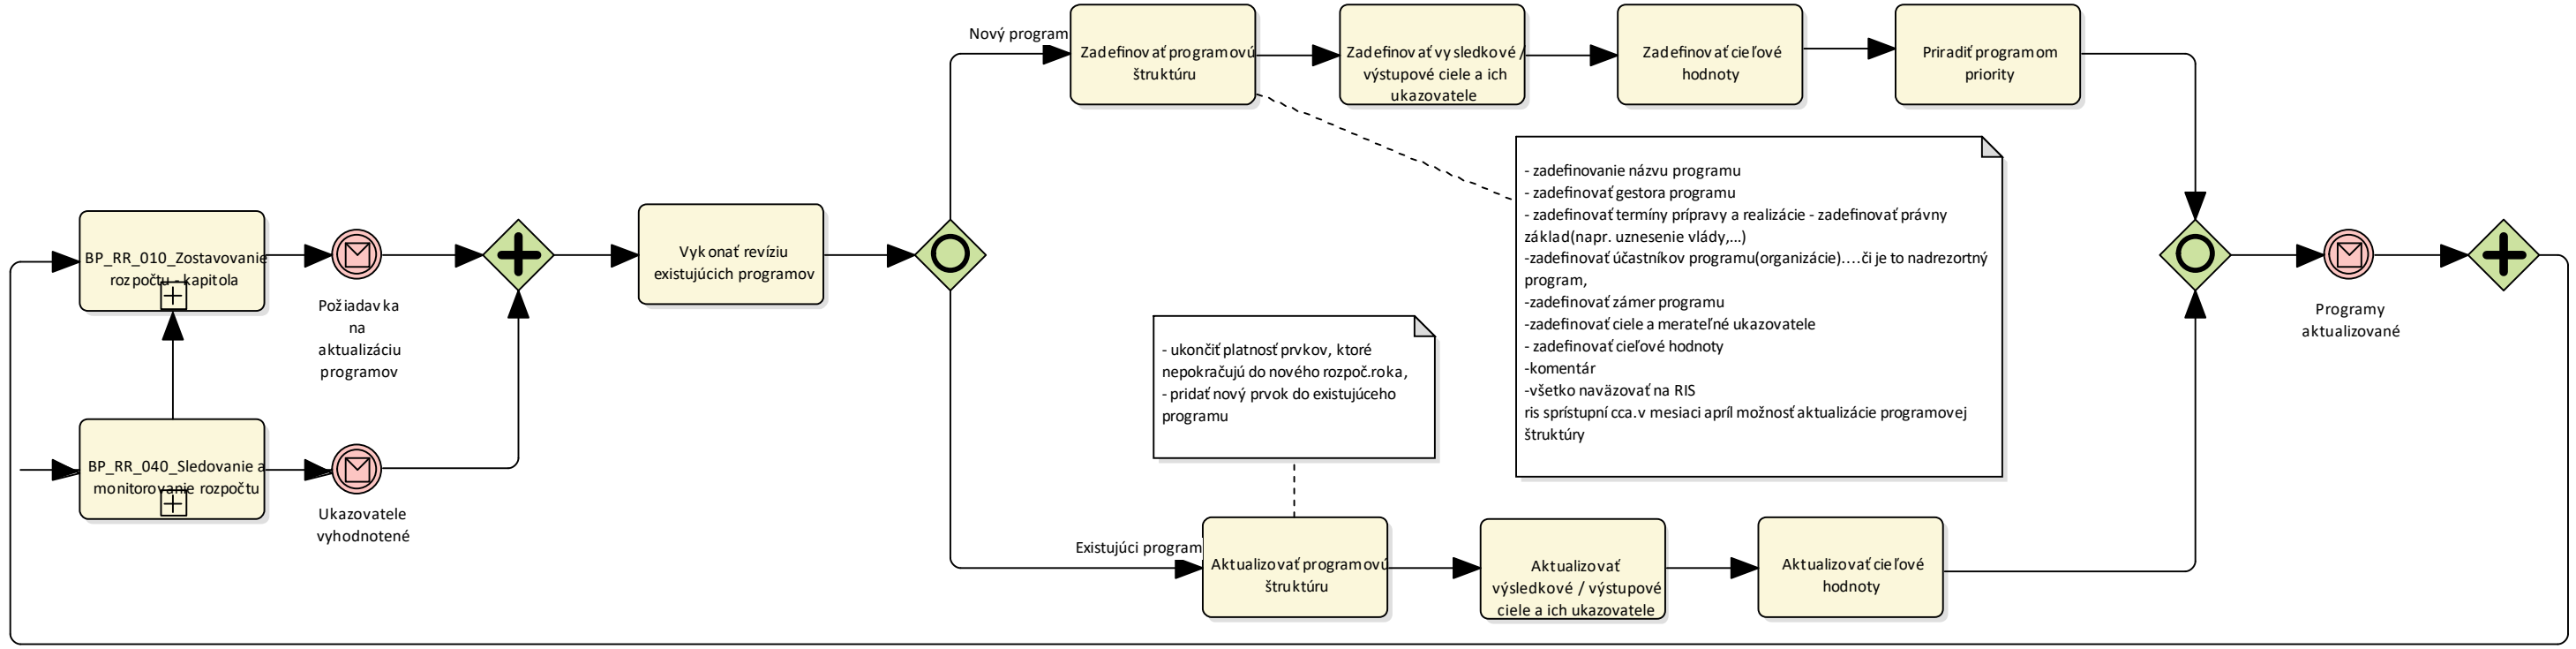 Nový program
Zadefinovať programovú
štruktúru
Zadefinovať vysledkové /
výstupové ciele a ich
ukazovatele
Zadefinovať cieľové
hodnoty
Priradiť programom
priority
- zadefinovanie názvu programu
- zadefinovať gestora programu
- zadefinovať termíny prípravy a realizácie - zadefinovať právny
základ(napr. uznesenie vlády,...)
-zadefinovať účastníkov programu(organizácie)....či je to nadrezortný
program,
-zadefinovať zámer programu
-zadefinovať ciele a merateľné ukazovatele
- zadefinovať cieľové hodnoty
-komentár
-všetko naväzovať na RIS
ris sprístupní cca.v mesiaci apríl možnosť aktualizácie programovej
štruktúry
BP_RR_010_Zostavovanie
rozpočtu - kapitola
Požiadavka
na
aktualizáciu
programov
Vykonať revíziu
existujúcich programov
Programy
aktualizované
- ukončiť platnosť prvkov, ktoré
nepokračujú do nového rozpoč.roka,
- pridať nový prvok do existujúceho
programu
BP_RR_040_Sledovanie a
monitorovanie rozpočtu
Ukazovatele
vyhodnotené
Existujúci program
Aktualizovať programovú
štruktúru
Aktualizovať
výsledkové / výstupové
ciele a ich ukazovatele
Aktualizovať cieľové
hodnoty